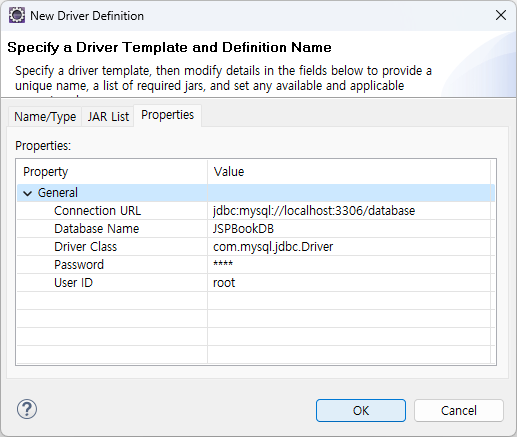 New Driver Definition
Specify a Driver Template and Definition Name
Specify a driver template, then modify details in the fields below to provide a
unique name, a list of required jars, and set any available and applicable
Name/Type JAR List Properties
Properties:
Property Value
General
Connection URL jdbc:mysql://localhost:3306/database
Database Name JSPBookDB
Driver Class com.mysql.jdbc.Driver
Password ****
User ID root
? OK Cancel